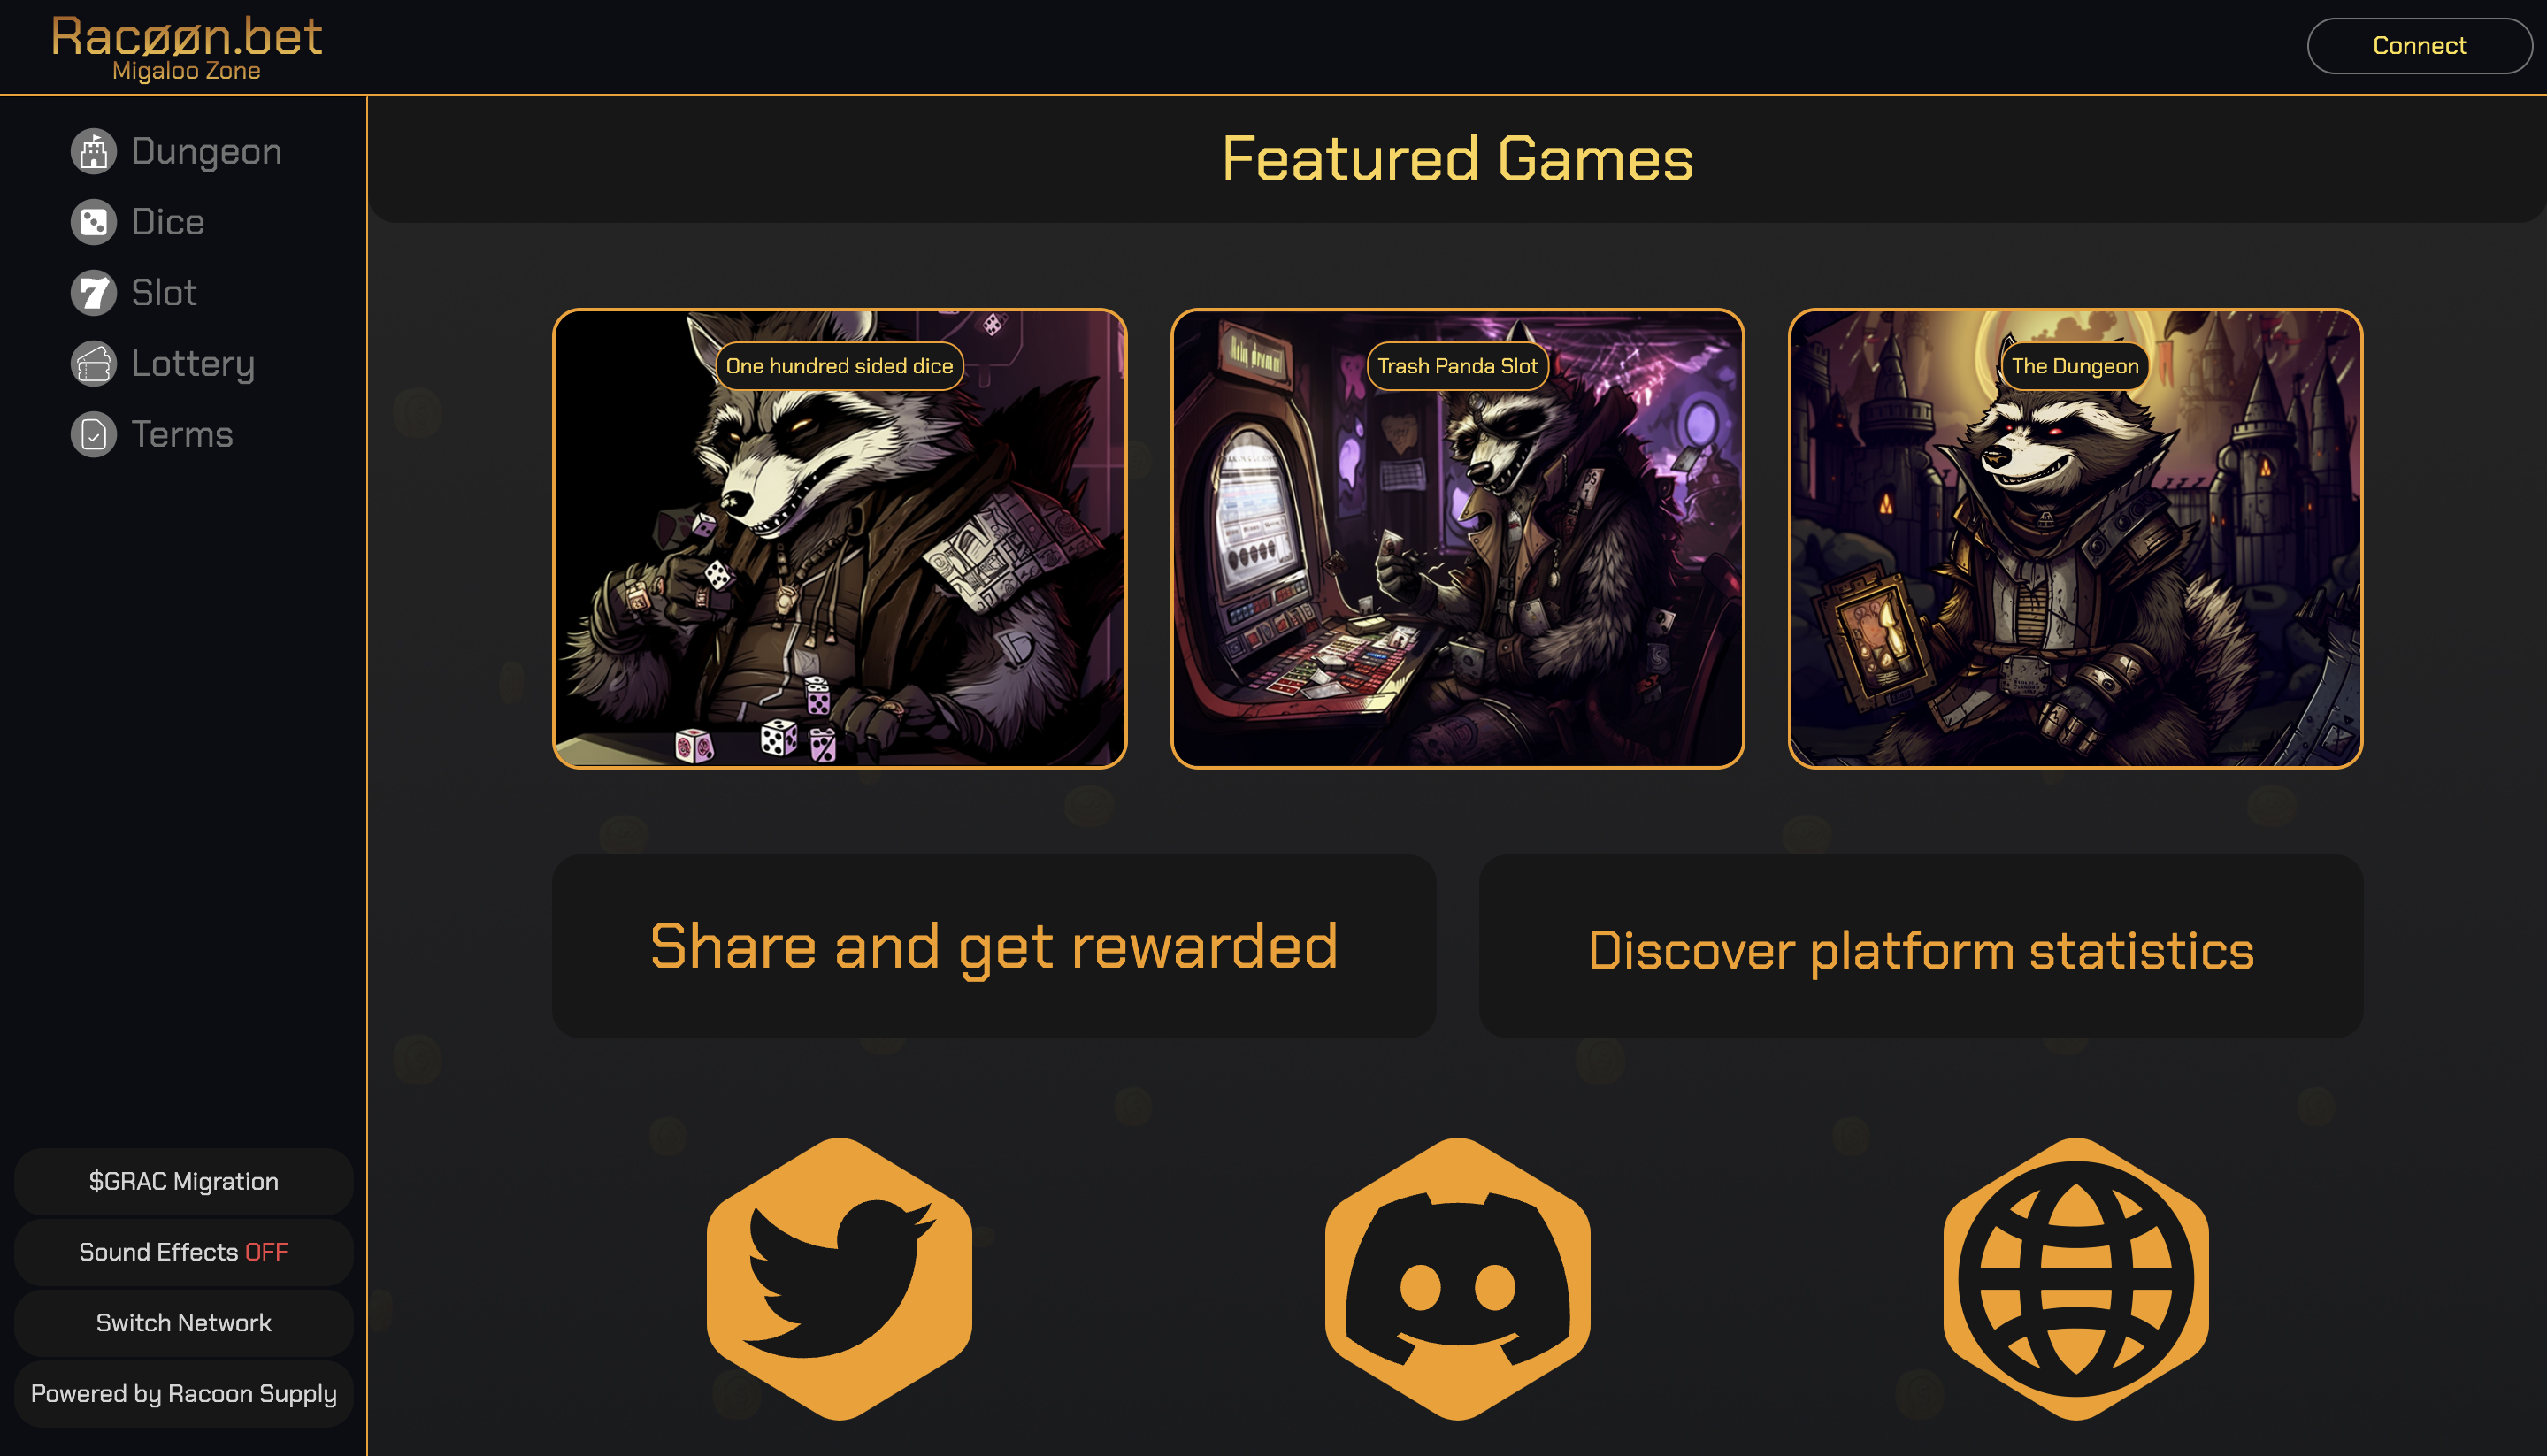 Racøøn.bet
Migaloo Zone
Connect
Dungeon
Dice
Slot
Lottery
Terms
$GRAC Migration
Sound Effects OFF
Switch Network
Powered by Racoon Supply
Featured Games
One hundred sided dice
Trash Panda Slot
The Dungeon
Share and get rewarded
Discover platform statistics